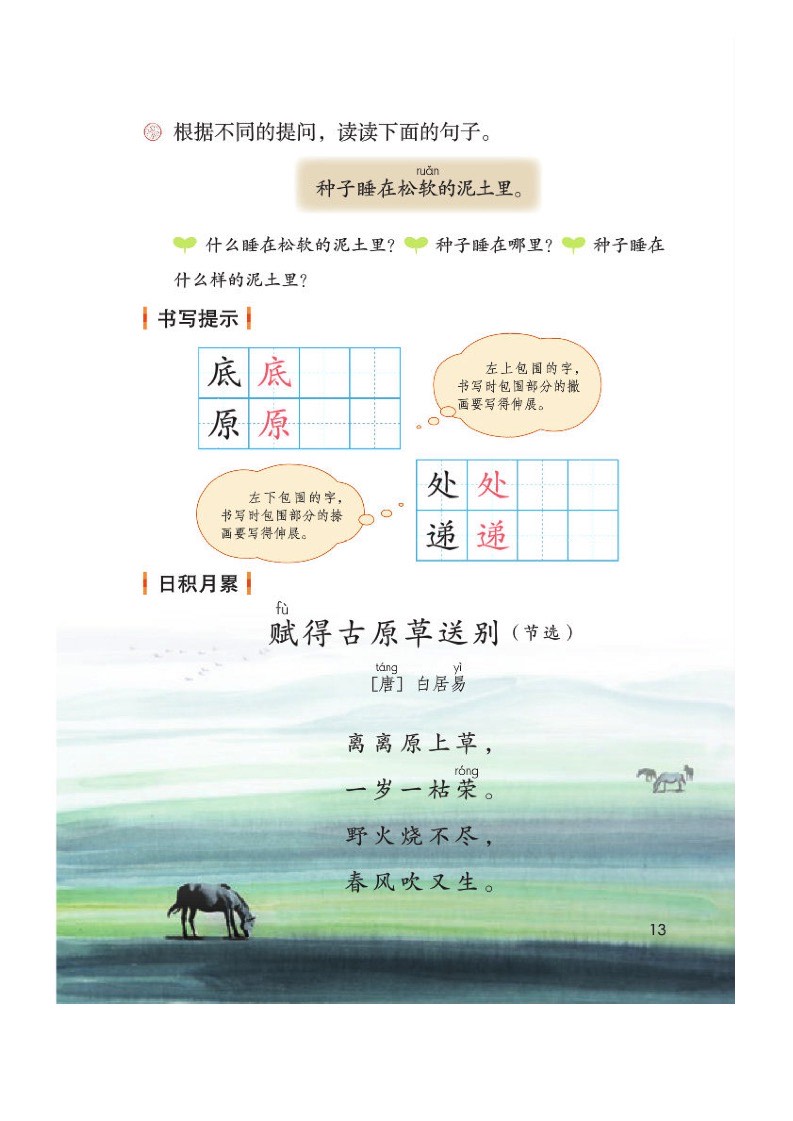 根据不同的提问，读读下面的句子。
ruǎn
种子睡在松软的泥土里。
什么睡在松软的泥土里？ 种子睡在哪里？ 种子睡在
什么样的泥土里？
书写提示
底 底
原 原
左上包围的字，
书写时包围部分的撇
画要写得伸展。
左下包围的字，
书写时包围部分的捺
画要写得伸展。
处 处
递 递
日积月累
fù
赋得古原草送别（节选）
táng yì
［唐］白居易
离离原上草，
róng
一岁一枯荣。
野火烧不尽，
春风吹又生。
13